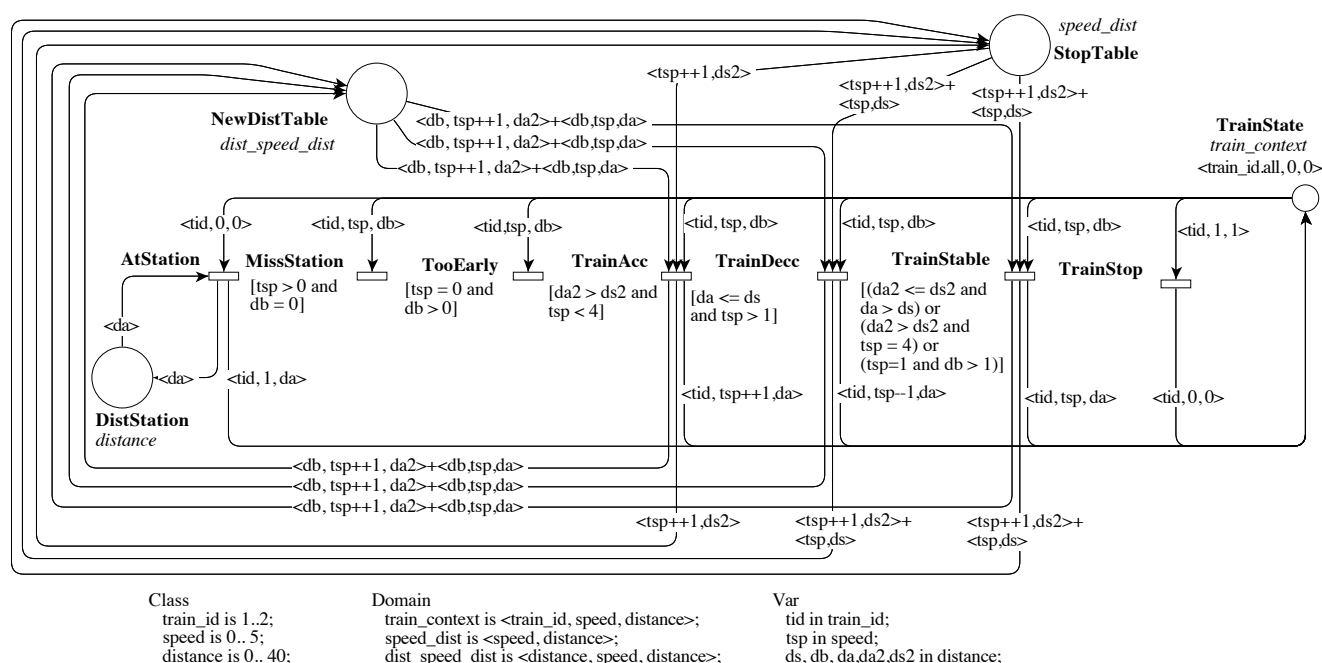 speed_dist
StopTable
<tsp++1,ds2>
<tsp++1,ds2>+
<tsp,ds>
<tsp++1,ds2>+
<tsp,ds>
NewDistTable
dist_speed_dist
<db, tsp++1, da2>+<db,tsp,da>
<db, tsp++1, da2>+<db,tsp,da>
<db, tsp++1, da2>+<db,tsp,da>
TrainState
train_context
<train_id.all, 0, 0>
<tid, 0, 0>
<tid, tsp, db>
<tid,tsp, db>
<tid, tsp, db>
<tid, tsp, db>
<tid, tsp, db>
<tid, 1, 1>
AtStation
MissStation
[tsp > 0 and
db = 0]
TooEarly
[tsp = 0 and
db > 0]
TrainAcc
[da2 > ds2 and
tsp < 4]
TrainDecc
[da <= ds
and tsp > 1]
TrainStable
[(da2 <= ds2 and
da > ds) or
(da2 > ds2 and
tsp = 4) or
(tsp=1 and db > 1)]
TrainStop
<da>
<da>
<tid, 1, da>
<tid, tsp++1,da>
<tid, tsp--1,da>
<tid, tsp, da>
<tid, 0, 0>
DistStation
distance
<db, tsp++1, da2>+<db,tsp,da>
<db, tsp++1, da2>+<db,tsp,da>
<db, tsp++1, da2>+<db,tsp,da>
<tsp++1,ds2>
<tsp++1,ds2>+
<tsp,ds>
<tsp++1,ds2>+
<tsp,ds>
Class
train_id is 1..2;
speed is 0.. 5;
distance is 0.. 40;
Domain
train_context is <train_id, speed, distance>;
speed_dist is <speed, distance>;
dist_speed_dist is <distance, speed, distance>;
Var
tid in train_id;
tsp in speed;
ds, db, da,da2,ds2 in distance;